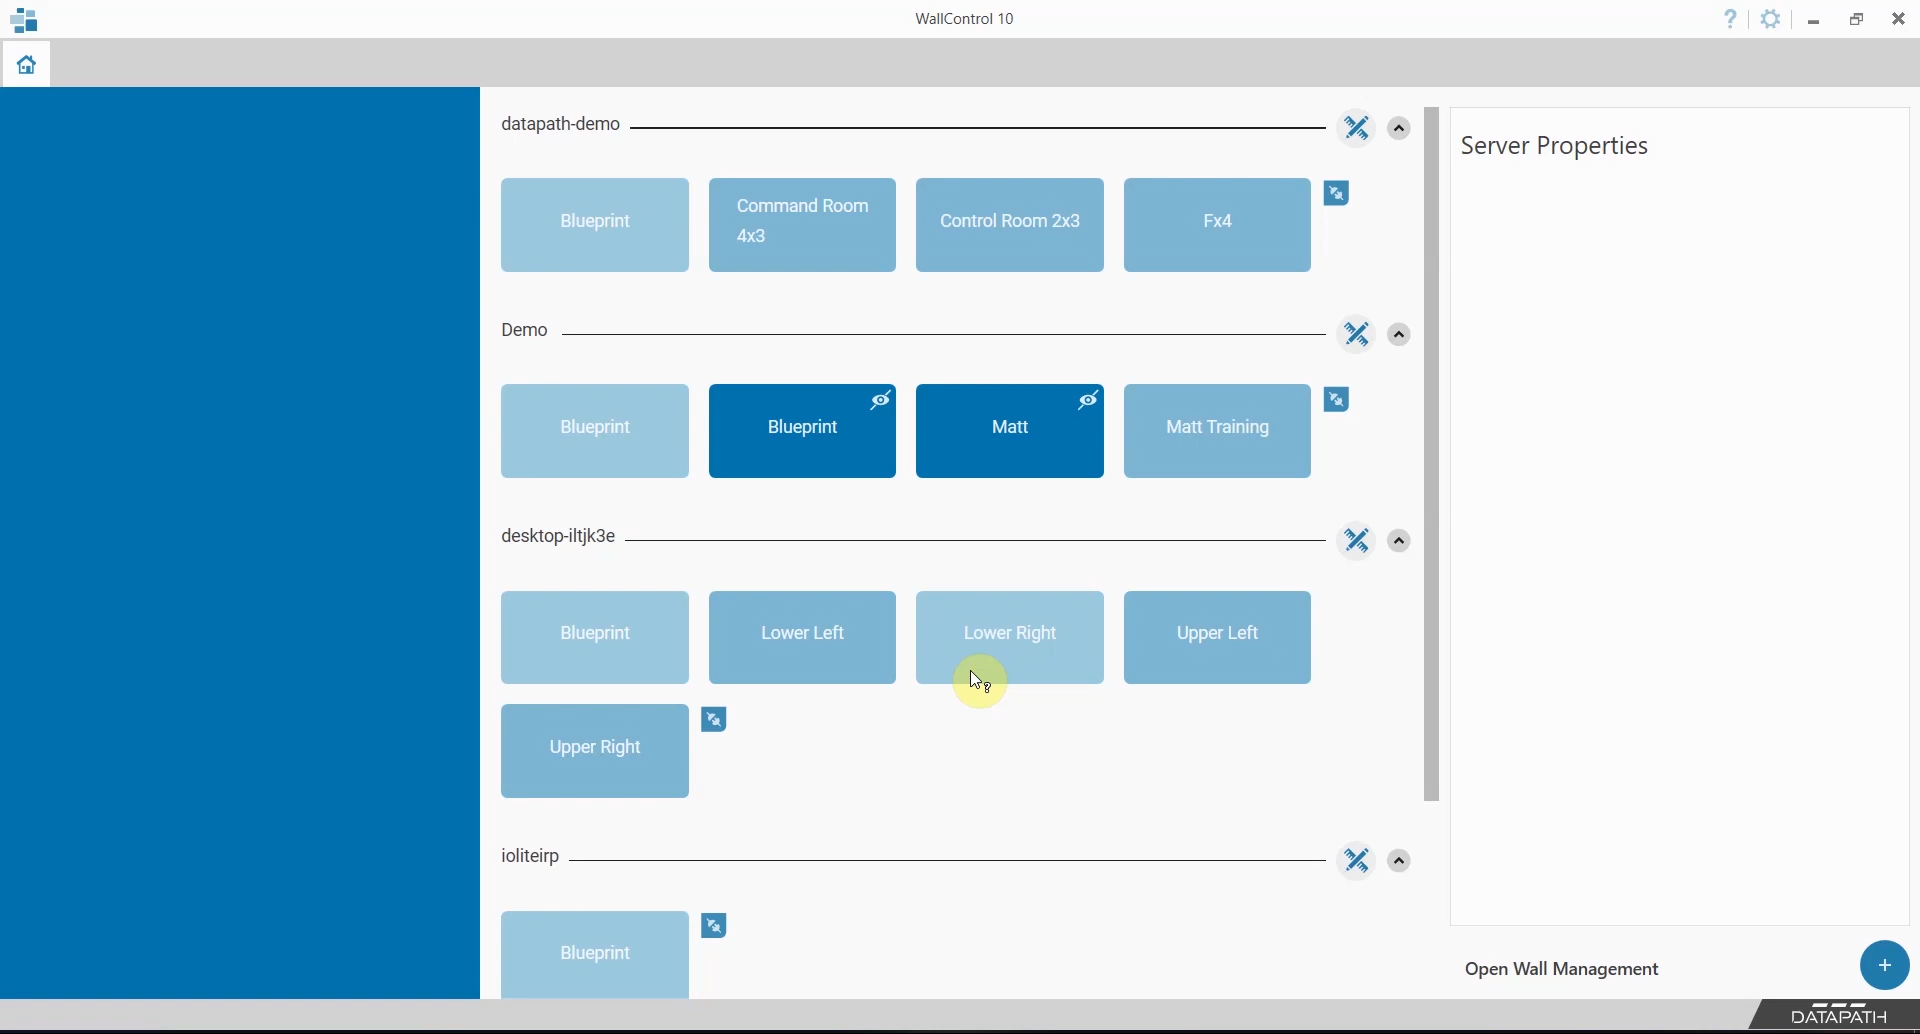 WallControl 10
?
datapath-demo
Blueprint
Command Room
4x3
Control Room 2x3
Fx4
Demo
Blueprint
Blueprint
Matt
Matt Training
desktop-iltjk3e
Blueprint
Lower Left
Lower Right
Upper Left
Upper Right
ioliteirp
Blueprint
Server Properties
Open Wall Management
DATAPATH